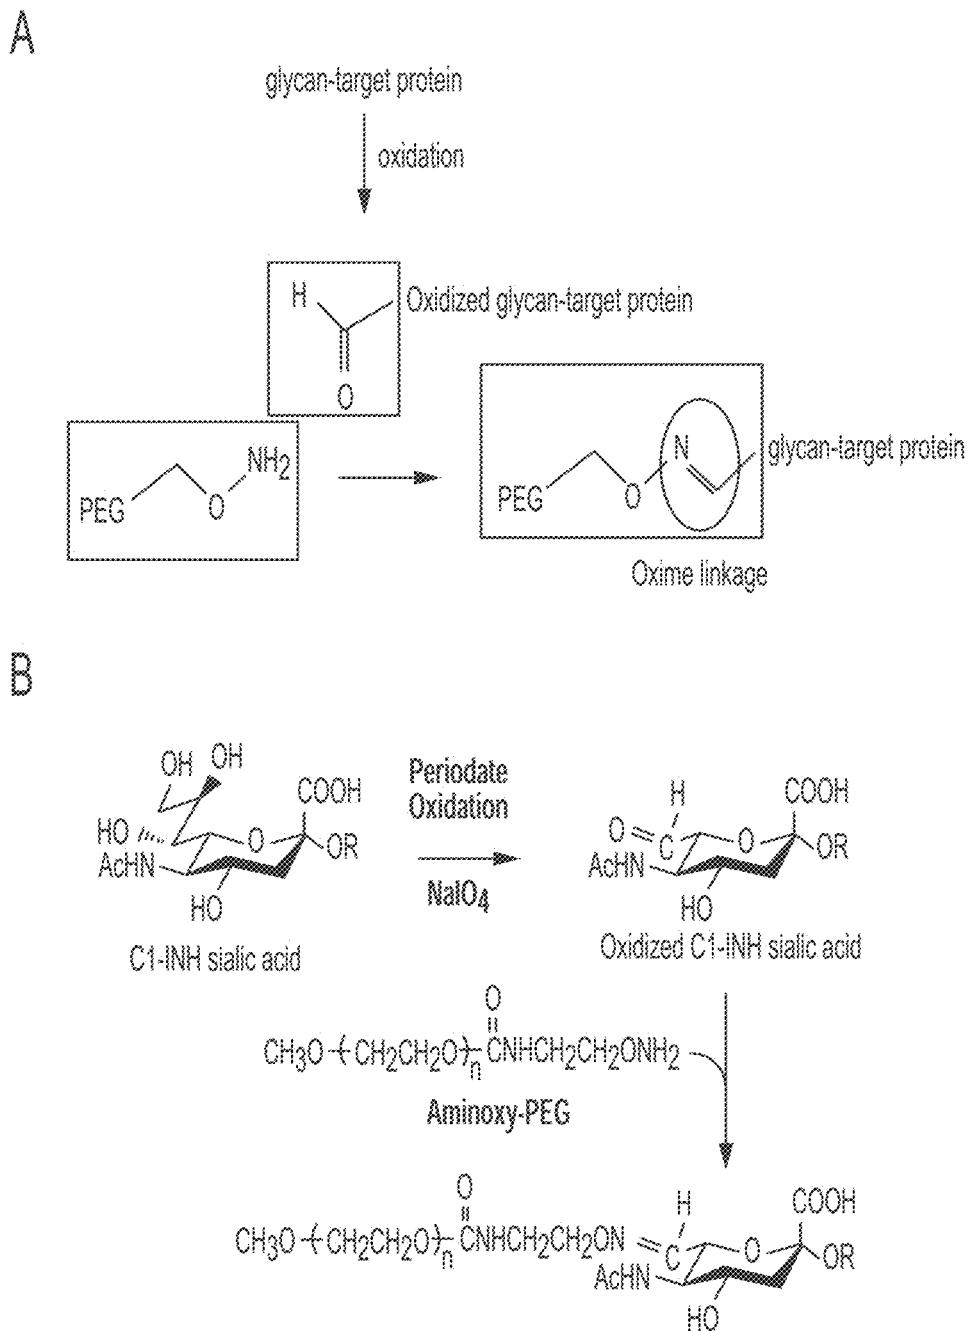 A
glycan-target protein
oxidation
H
Oxidized glycan-target protein
O
NH2
PEG
O
N
glycan-target protein
PEG
O
Oxime linkage
B
OH
OH
COOH
HO
O
OR
AcHN
HO
C1-INH sialic acid
Periodate
Oxidation
NaIO4
H
COOH
O
C
O
OR
AcHN
HO
Oxidized C1-INH sialic acid
O
CH3O-(CH2CH2O)n-CNHCH2CH2ONH2
Aminoxy-PEG
O
H
COOH
CH3O-(CH2CH2O)n-CNHCH2CH2ON=C
O
OR
AcHN
HO